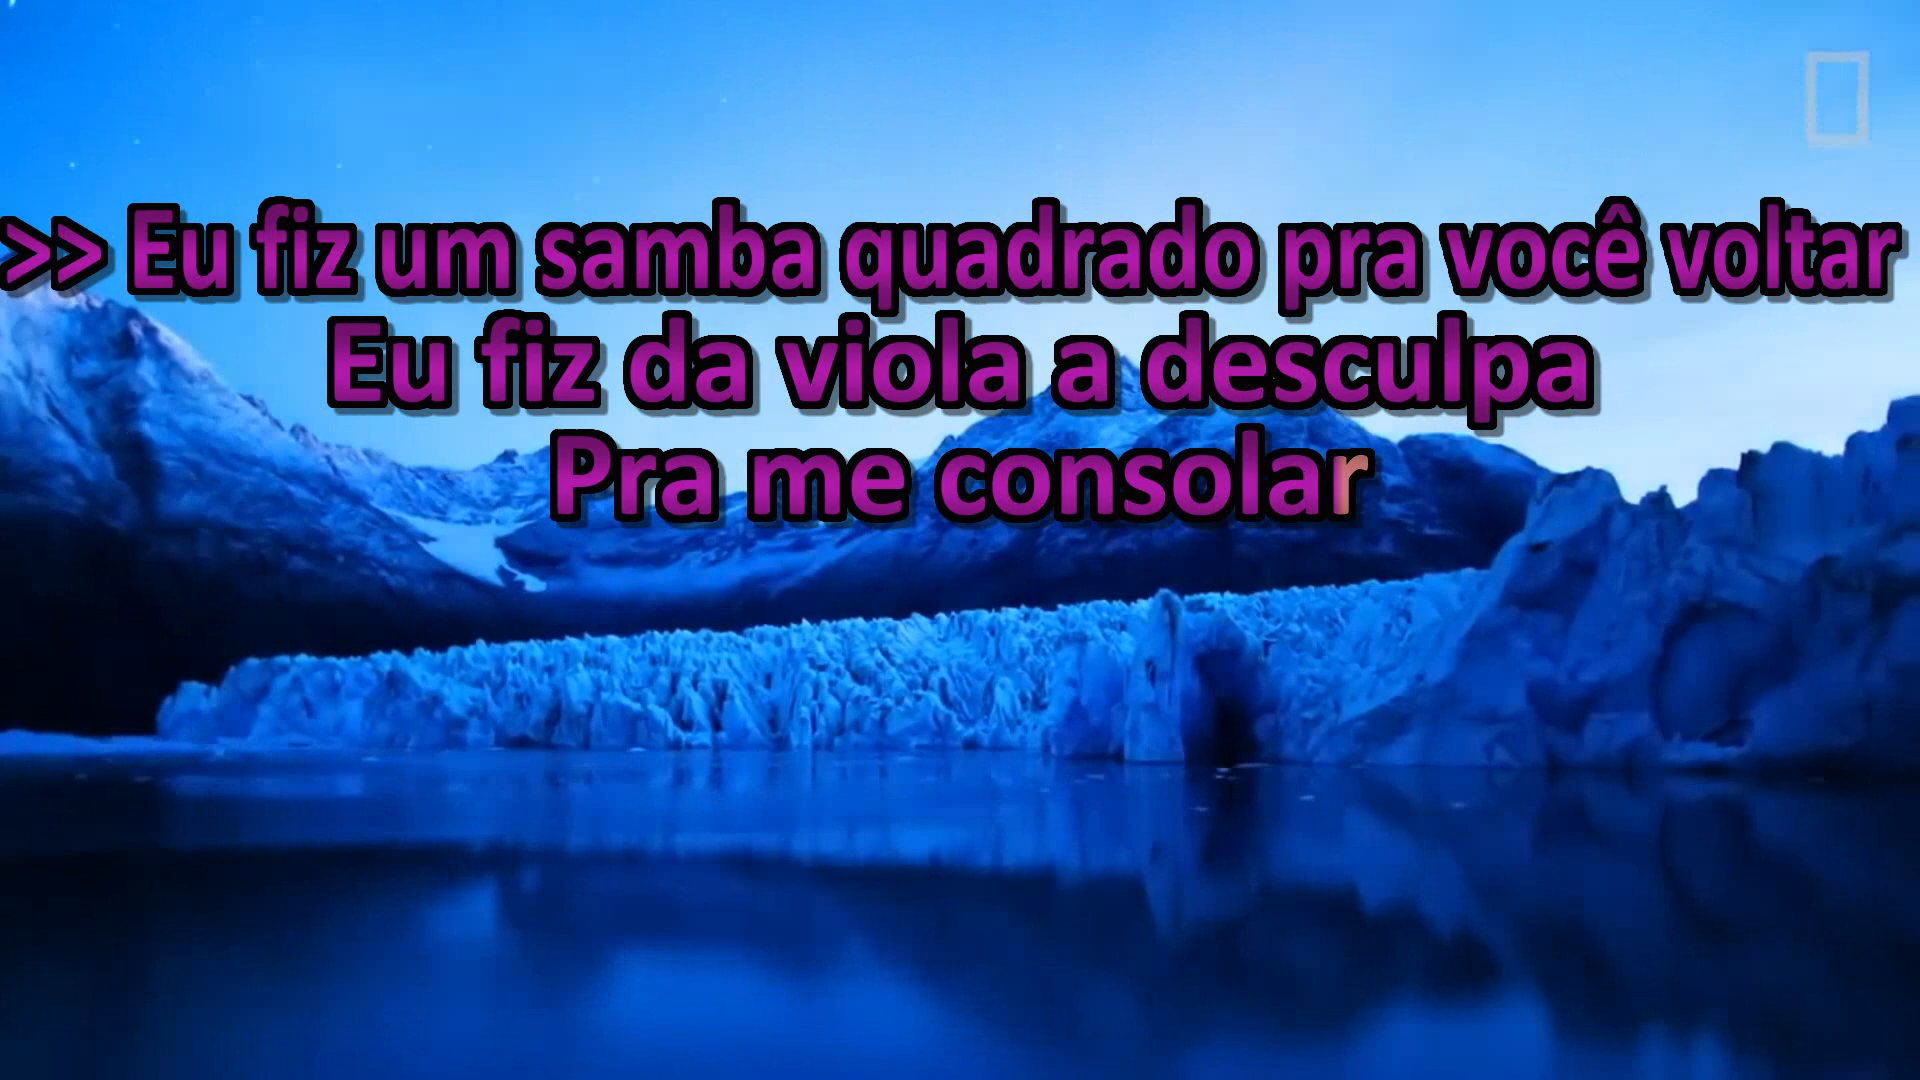 >> Eu fiz um samba quadrado pra você voltar
Eu fiz da viola a desculpa
Pra me consolar